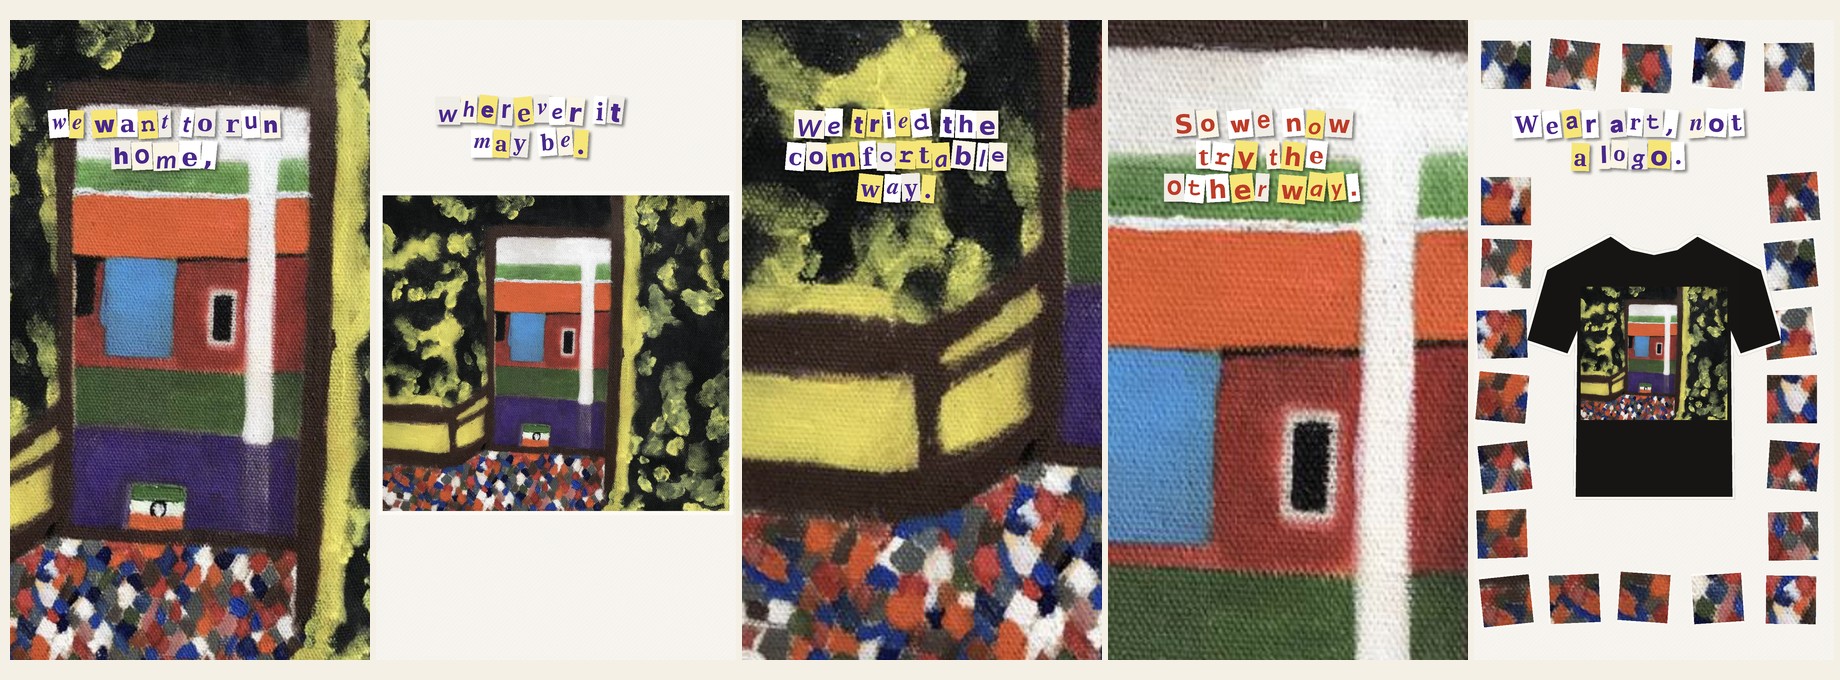 we want to run
home,
wherever it
may be.
We tried the
comfortable
way.
So we now
try the
other way.
Wear art, not
a logo.